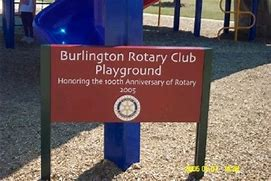 Burlington Rotary Club
Playground
Honoring the 100th Anniversary of Rotary
2005